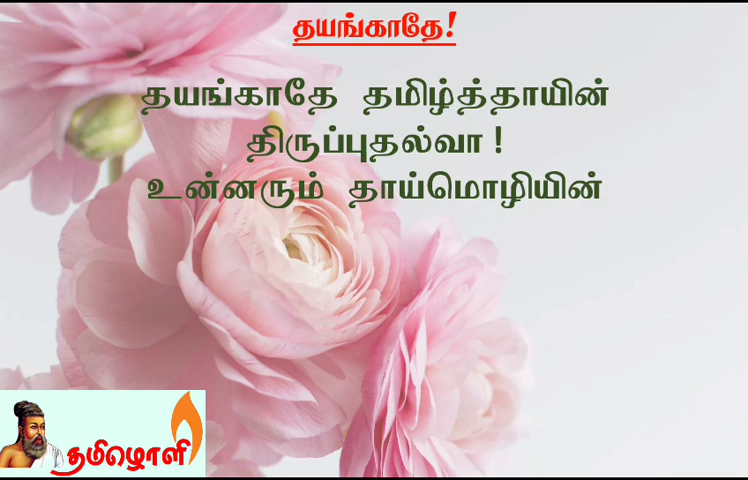 தயங்காதே!
தயங்காதே தமிழ்த்தாயின்
திருப்புதல்வா!
உன்னரும் தாய்மொழியின்
தமிழொளி